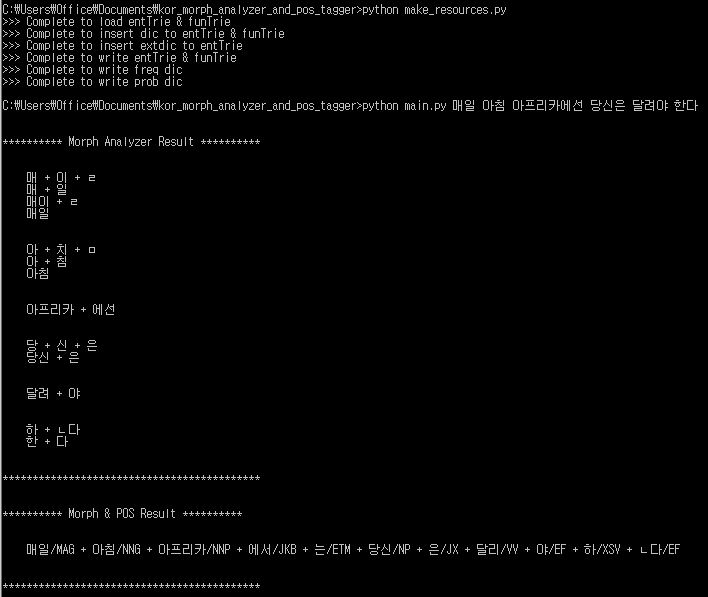 C:₩Users₩Office₩Documents₩kor_morph_analyzer_and_pos_tagger>python make_resources.py
>>> Complete to load entTrie & funTrie
>>> Complete to insert dic to entTrie & funTrie
>>> Complete to insert extdic to entTrie
>>> Complete to write entTrie & funTrie
>>> Complete to write freq dic
>>> Complete to write prob dic
C:₩Users₩Office₩Documents₩kor_morph_analyzer_and_pos_tagger>python main.py 매일 아침 아프리카에선 당신은 달려야 한다
********** Morph Analyzer Result **********
매 + 이 + ㄹ
매 + 일
매이 + ㄹ
매일
아 + 치 + ㅁ
아 + 침
아침
아프리카 + 에선
당 + 신 + 은
당신 + 은
달려 + 야
하 + ㄴ다
한 + 다
*******************************************
********** Morph & POS Result **********
매일/MAG + 아침/NNG + 아프리카/NNP + 에서/JKB + 는/ETM + 당신/NP + 은/JX + 달리/VV + 야/EF + 하/XSV + ㄴ다/EF
*******************************************